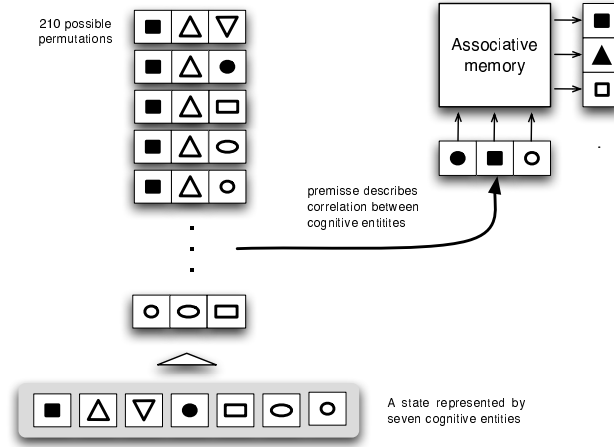 210 possible
permutations
Associative
memory
premisse describes
correlation between
cognitive entitites
A state represented by
seven cognitive entities